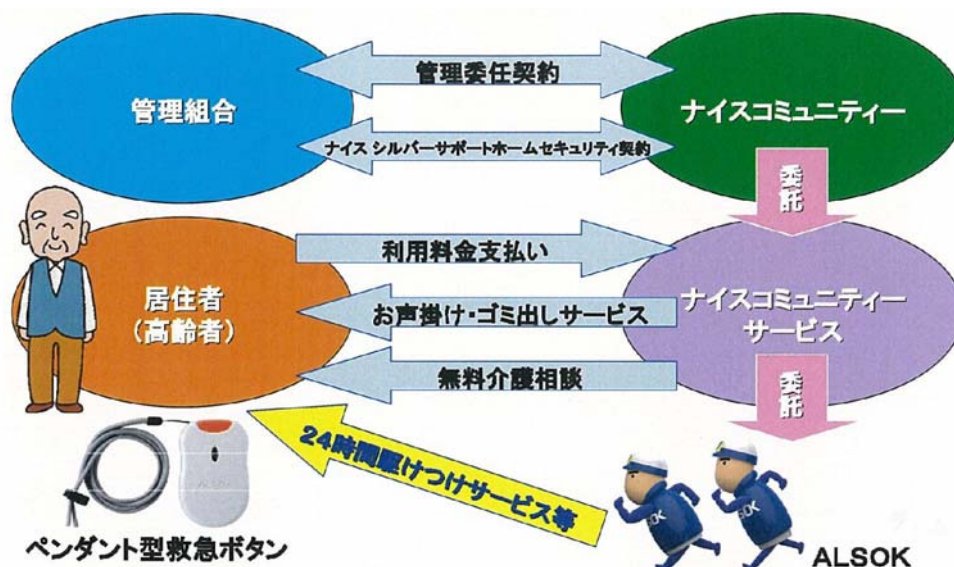 管理組合
管理委任契約
ナイスコミュニティー
ナイス シルバーサポートホームセキュリティ契約
委託
居住者
（高齢者）
利用料金支払い
お声掛け・ゴミ出しサービス
無料介護相談
ナイスコミュニティー
サービス
委託
24時間駆けつけサービス等
ペンダント型救急ボタン
SOK
ALSOK